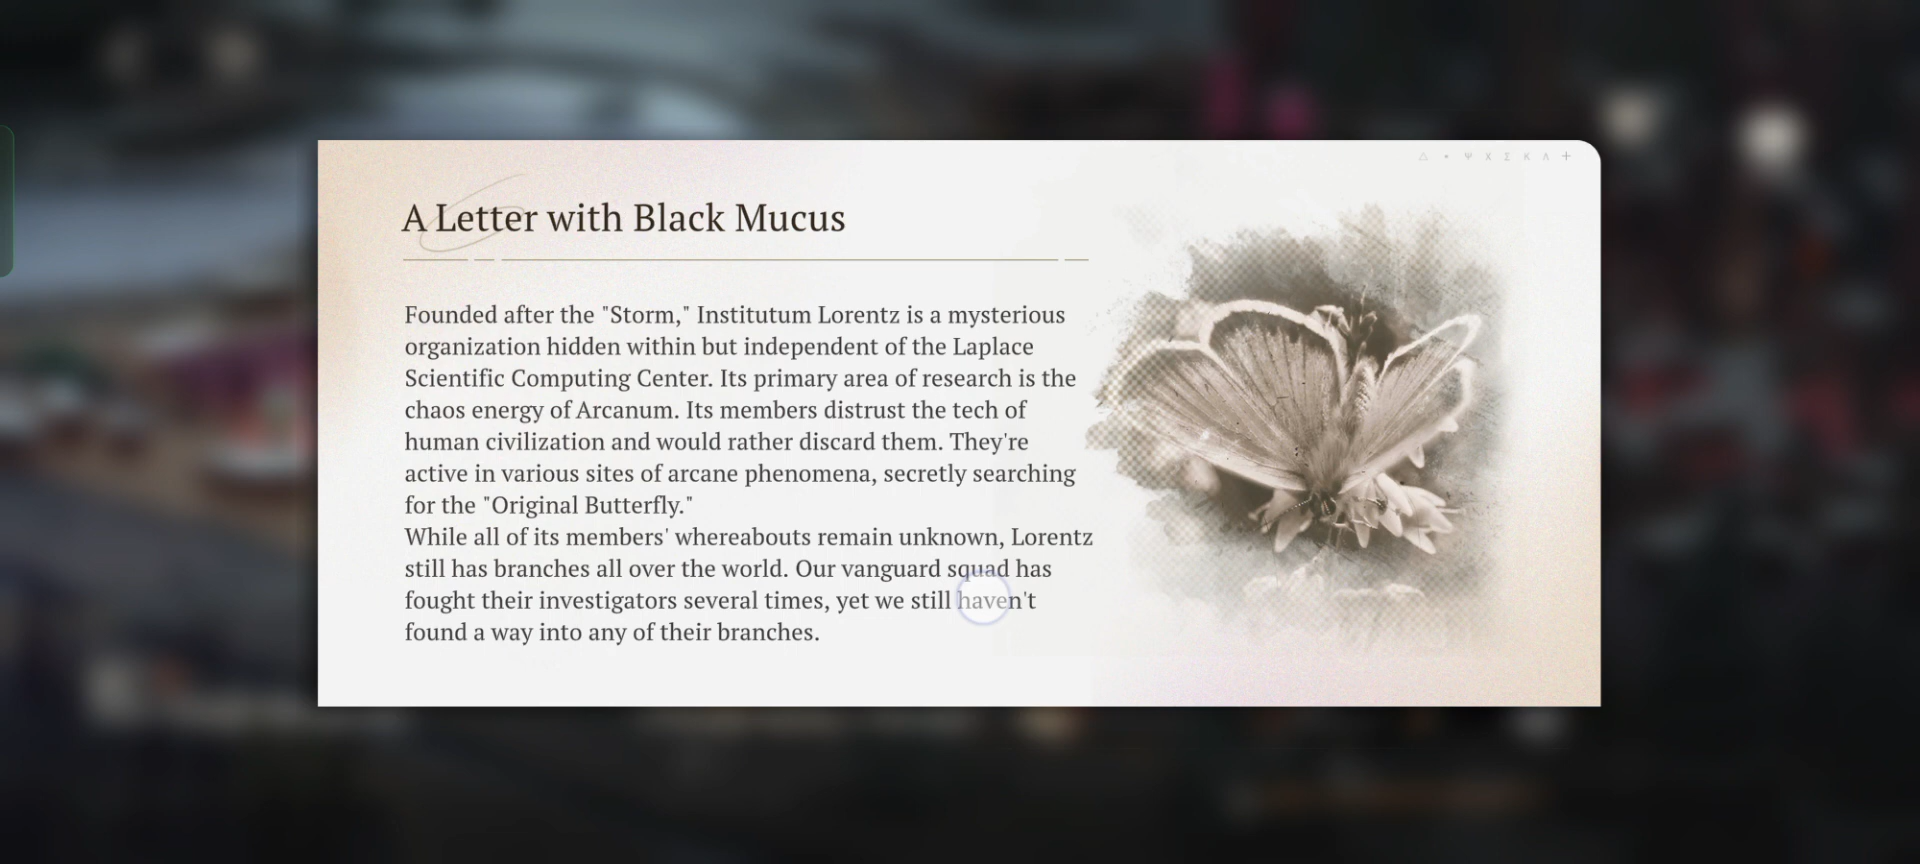 △ • Ψ X Σ K Λ +
A Letter with Black Mucus
Founded after the "Storm," Institutum Lorentz is a mysterious
organization hidden within but independent of the Laplace
Scientific Computing Center. Its primary area of research is the
chaos energy of Arcanum. Its members distrust the tech of
human civilization and would rather discard them. They're
active in various sites of arcane phenomena, secretly searching
for the "Original Butterfly."
While all of its members' whereabouts remain unknown, Lorentz
still has branches all over the world. Our vanguard squad has
fought their investigators several times, yet we still haven't
found a way into any of their branches.